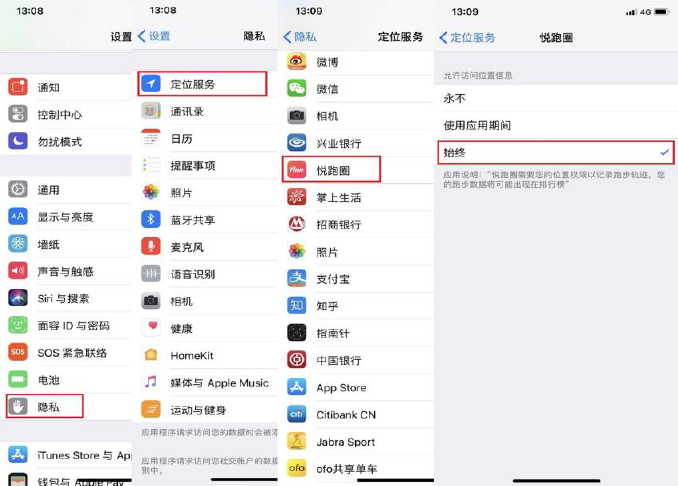 13:08
设置
通知
控制中心
勿扰模式
通用
显示与亮度
AA
墙纸
声音与触感
Siri 与搜索
面容 ID 与密码
SOS
SOS 紧急联络
电池
隐私
iTunes Store 与 Ap
钱包与 Apple Pay
13:08
设置
隐私
定位服务
通讯录
日历
提醒事项
照片
蓝牙共享
麦克风
语音识别
相机
健康
HomeKit
媒体与 Apple Music
运动与健身
应用程序请求访问您的数据时会被添
应用程序请求访问您社交帐户的数据
别中。
13:09
隐私
定位服务
微博
微信
相机
兴业银行
悦跑圈
掌上生活
招商银行
照片
支
支付宝
知
知乎
指南针
中国银行
App Store
citi
Citibank CN
Jabra Sport
ofo
ofo共享单车
13:09
4G
定位服务
悦跑圈
允许访问位置信息
永不
使用应用期间
始终
应用说明：“悦跑圈需要您的位置权限以记录跑步轨迹，您
的跑步数据将可能出现在排行榜”